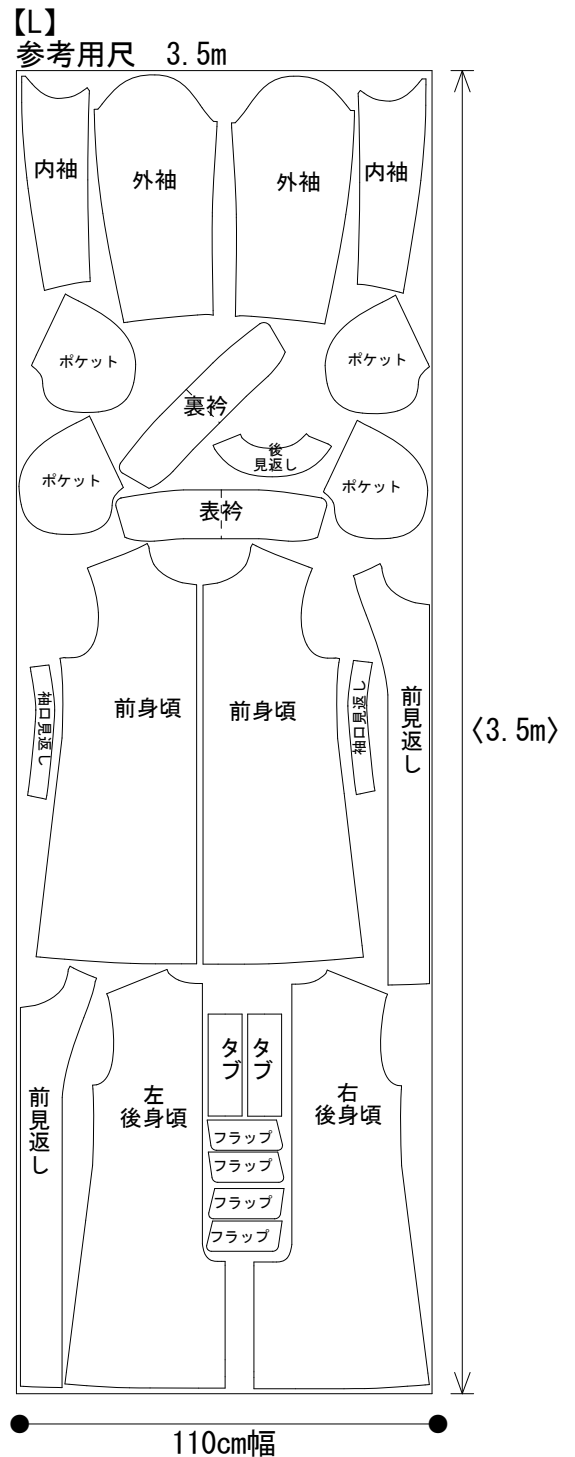 【L】
参考用尺 3.5m
内袖
外袖
外袖
内袖
ポケット
ポケット
裏衿
後
見返し
ポケット
ポケット
表衿
前身頃
前身頃
袖口見返し
袖口見返し
前見返し
〈3.5m〉
タブ
タブ
左
後身頃
右
後身頃
前見返し
フラップ
フラップ
フラップ
フラップ
110cm幅